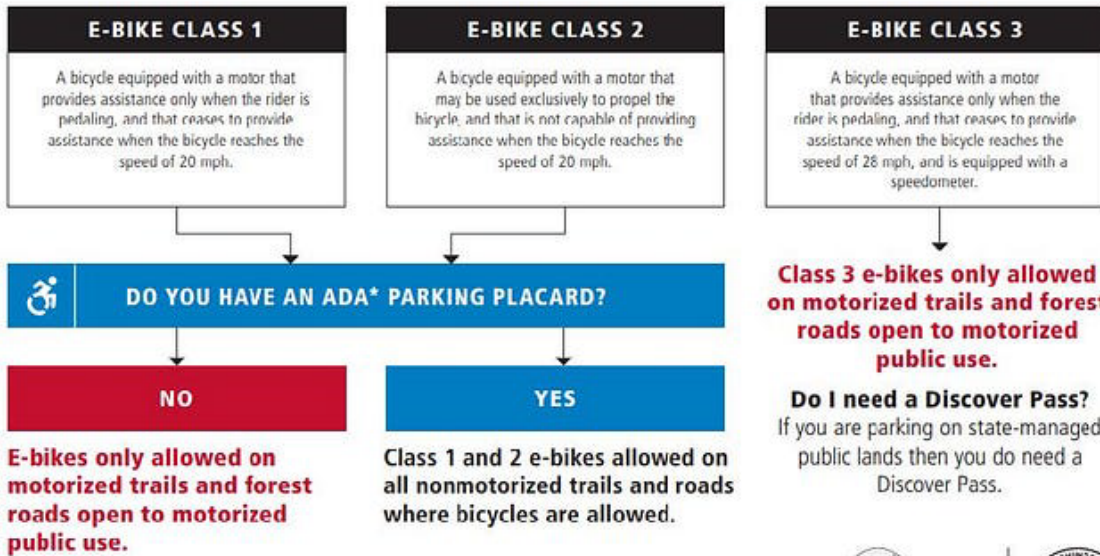 E-BIKE CLASS 1
A bicycle equipped with a motor that
provides assistance only when the rider is
pedaling, and that ceases to provide
assistance when the bicycle reaches the
speed of 20 mph.
E-BIKE CLASS 2
A bicycle equipped with a motor that
may be used exclusively to propel the
bicycle, and that is not capable of providing
assistance when the bicycle reaches the
speed of 20 mph.
E-BIKE CLASS 3
A bicycle equipped with a motor
that provides assistance only when the
rider is pedaling, and that ceases to provide
assistance when the bicycle reaches the
speed of 28 mph, and is equipped with a
speedometer.
DO YOU HAVE AN ADA* PARKING PLACARD?
NO
E-bikes only allowed on
motorized trails and forest
roads open to motorized
public use.
YES
Class 1 and 2 e-bikes allowed on
all nonmotorized trails and roads
where bicycles are allowed.
Class 3 e-bikes only allowed
on motorized trails and forest
roads open to motorized
public use.
Do I need a Discover Pass?
If you are parking on state-managed
public lands then you do need a
Discover Pass.